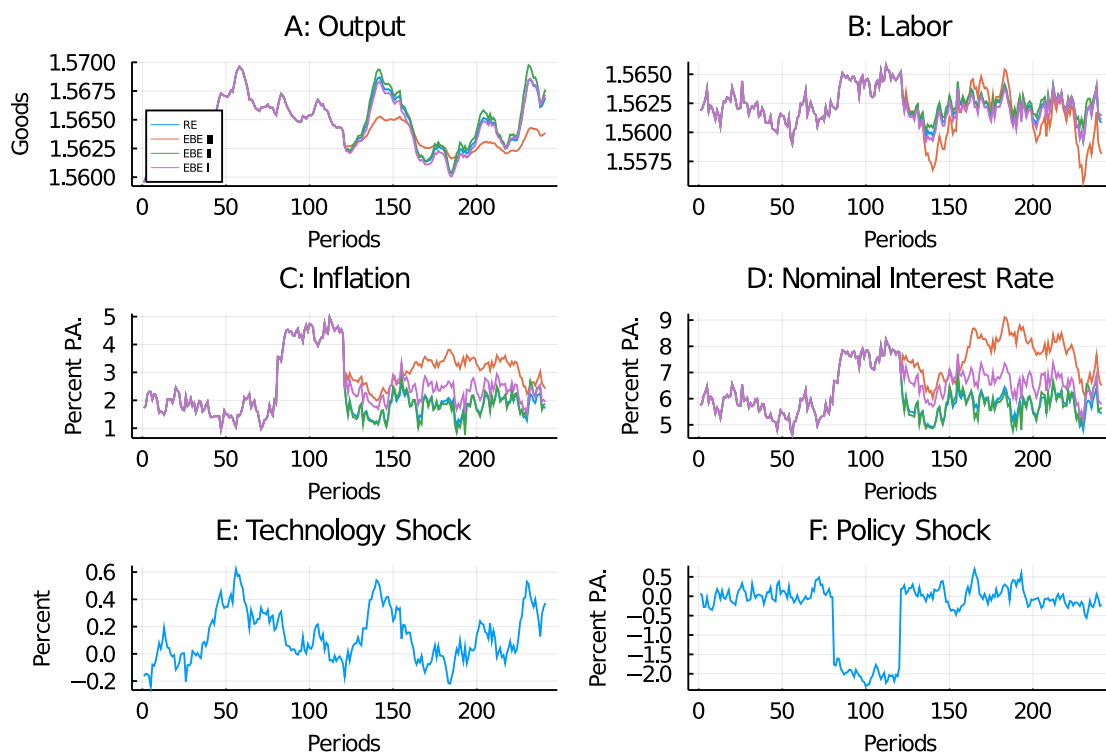 A: Output
Goods
1.5700
1.5675
1.5650
1.5625
1.5600
RE
EBE III
EBE II
EBE I
0 50 100 150 200
Periods
B: Labor
1.5650
1.5625
1.5600
1.5575
0 50 100 150 200
Periods
C: Inflation
Percent P.A.
5
4
3
2
1
0 50 100 150 200
Periods
D: Nominal Interest Rate
Percent P.A.
9
8
7
6
5
0 50 100 150 200
Periods
E: Technology Shock
Percent
0.6
0.4
0.2
0.0
−0.2
0 50 100 150 200
Periods
F: Policy Shock
Percent P.A.
0.5
0.0
−0.5
−1.0
−1.5
−2.0
0 50 100 150 200
Periods